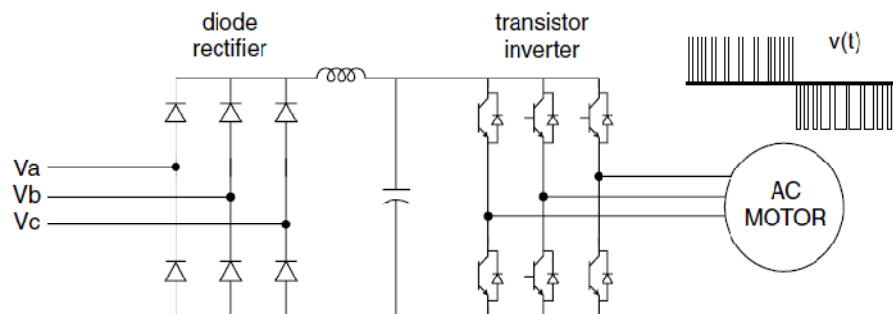 diode
rectifier
transistor
inverter
v(t)
Va
Vb
Vc
AC
MOTOR